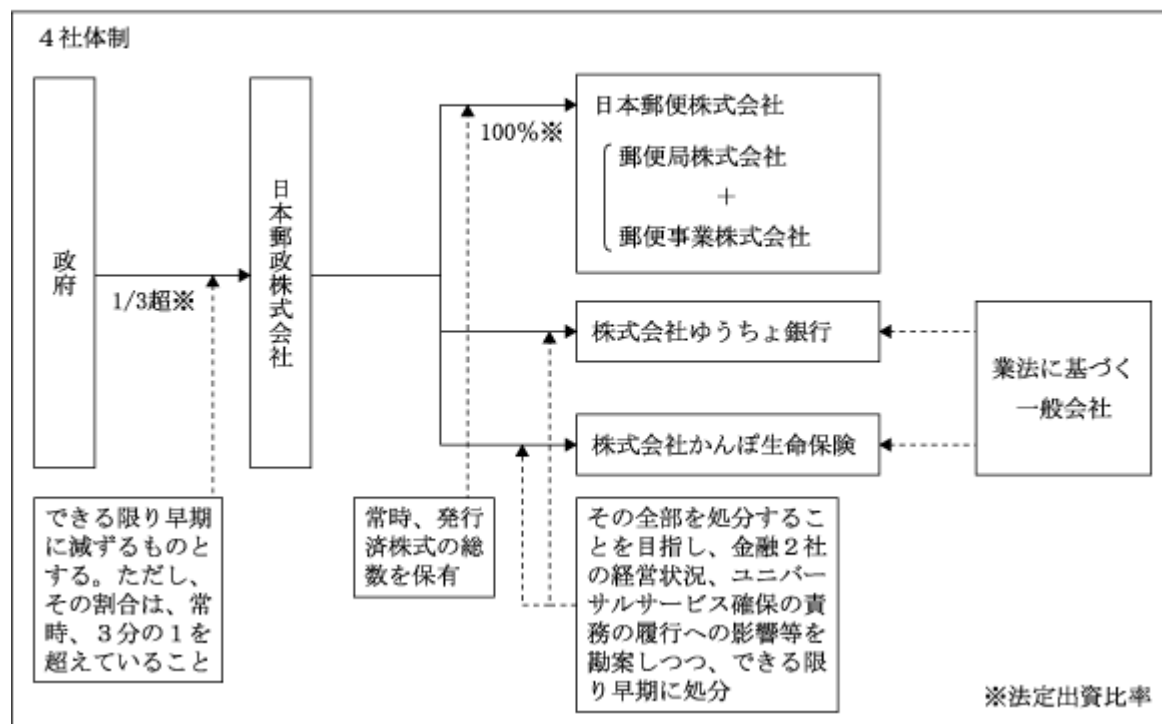 4社体制
政府
1/3超※
日本郵政株式会社
100%※
日本郵便株式会社
郵便局株式会社
+
郵便事業株式会社
株式会社ゆうちょ銀行
株式会社かんぽ生命保険
業法に基づく
一般会社
できる限り早期
に減ずるものと
する。ただし、
その割合は、常
時、3分の1を
超えていること
常時、発行
済株式の総
数を保有
その全部を処分するこ
とを目指し、金融2社
の経営状況、ユニバー
サルサービス確保の責
務の履行への影響等を
勘案しつつ、できる限
り早期に処分
※法定出資比率